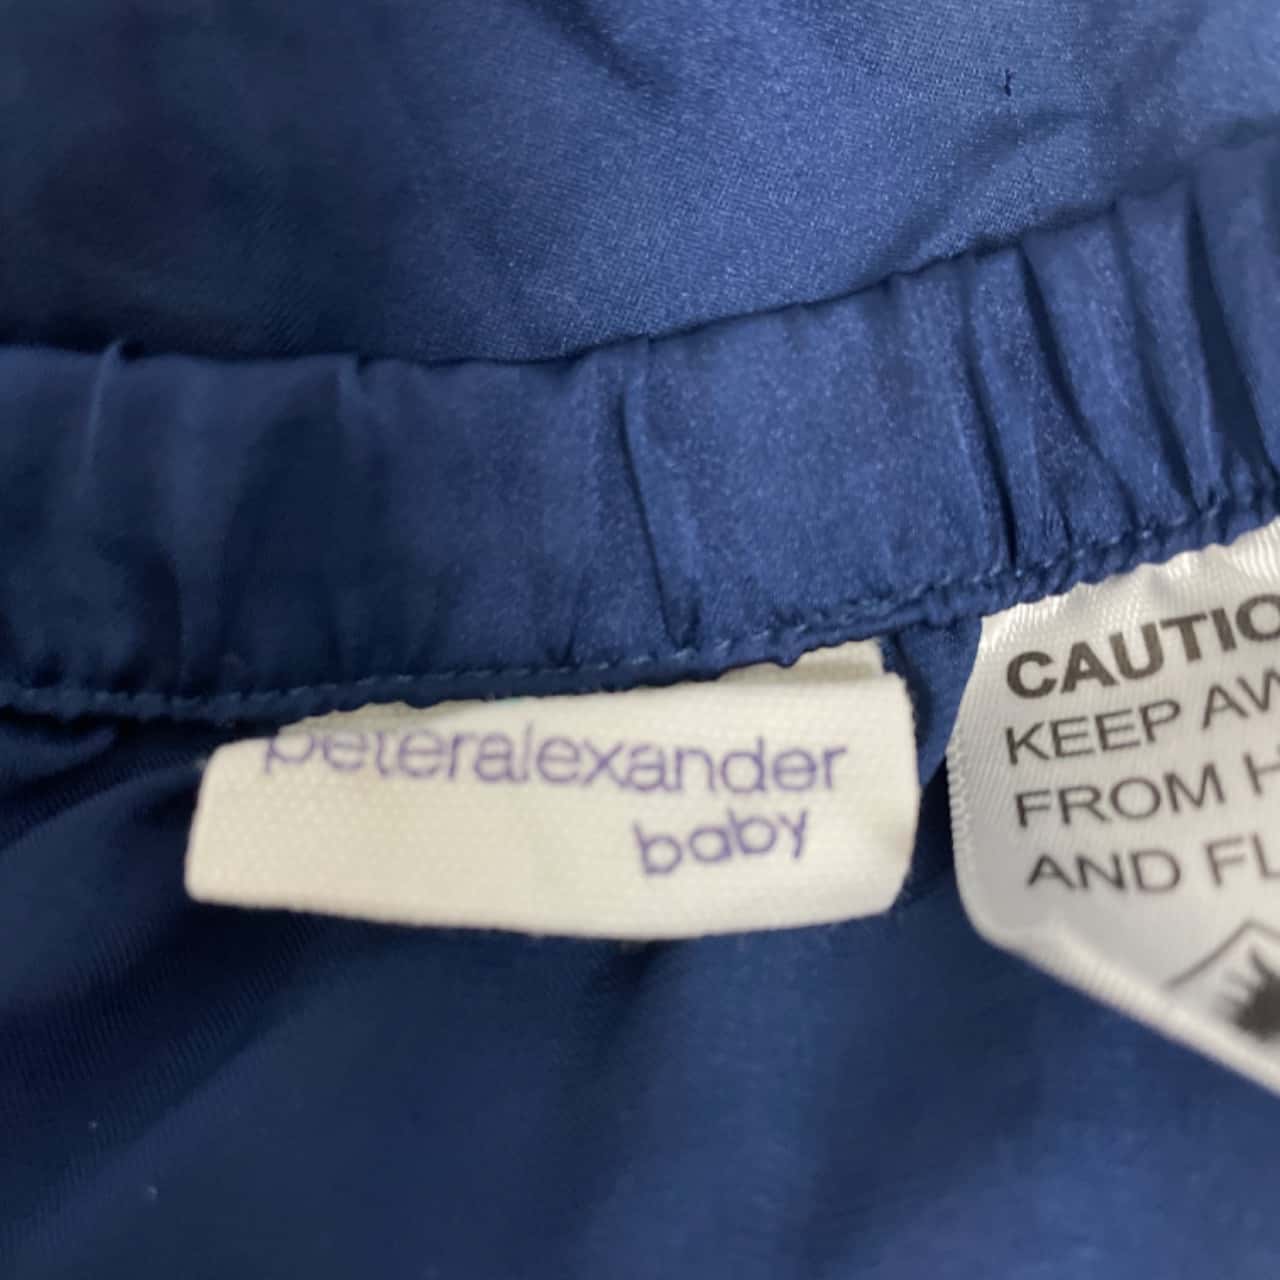 peteralexander
baby
CAUTIO
KEEP AW
FROM H
AND FL